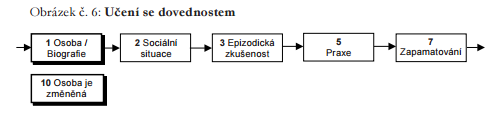 Obrázek č. 6: Učení se dovednostem
1 Osoba /
Biografie
2 Sociální
situace
3 Epizodická
zkušenost
5
Praxe
7
Zapamatování
10 Osoba je
změněná